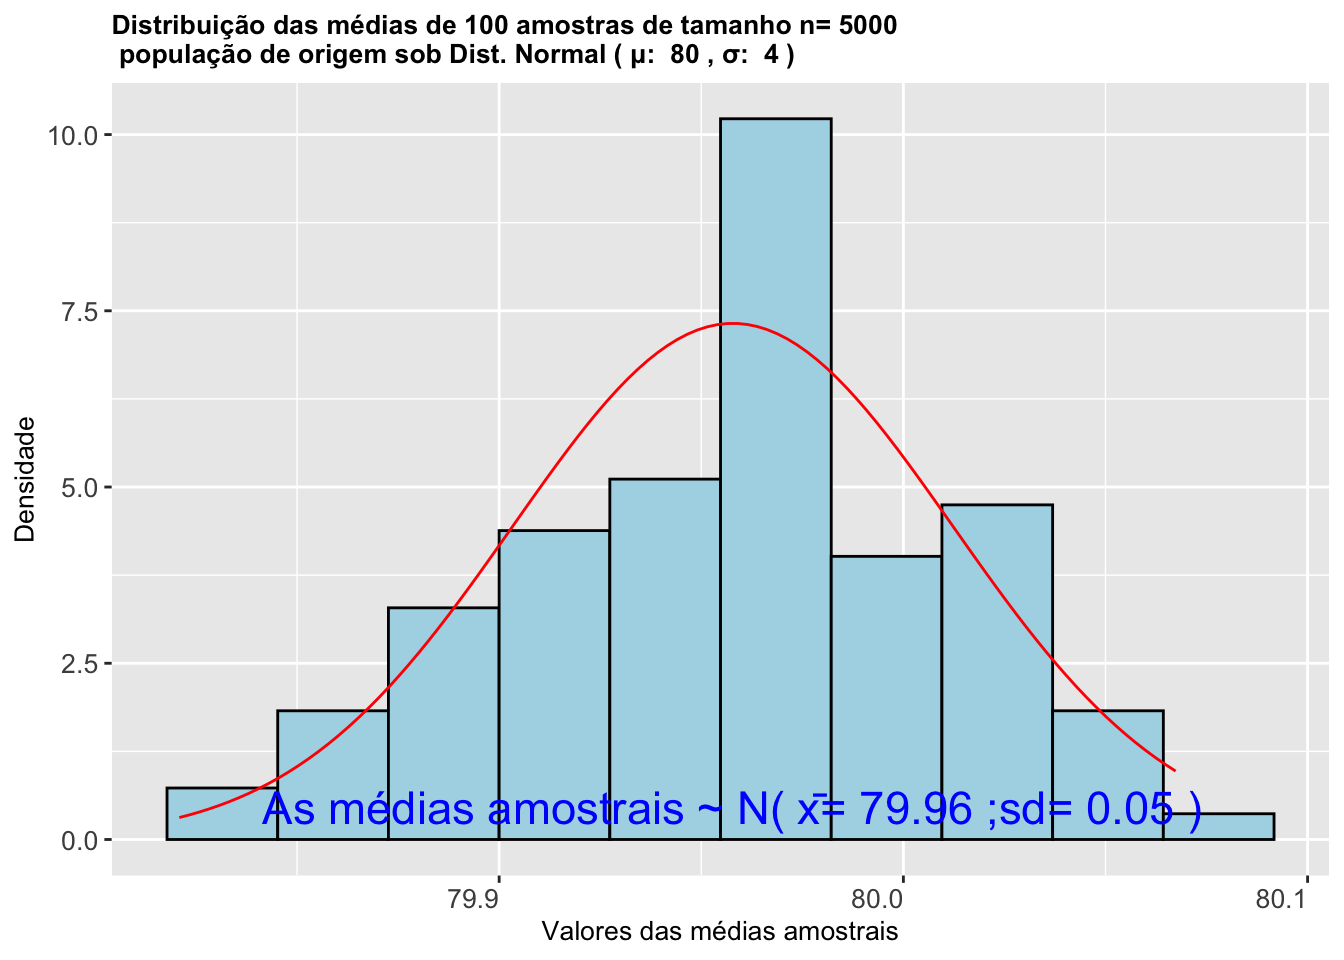 Distribuição das médias de 100 amostras de tamanho n= 5000
população de origem sob Dist. Normal ( μ:  80 , σ:  4 )
10.0
7.5
5.0
2.5
0.0
Densidade
As médias amostrais ~ N( x̄= 79.96 ;sd= 0.05 )
79.9
80.0
80.1
Valores das médias amostrais